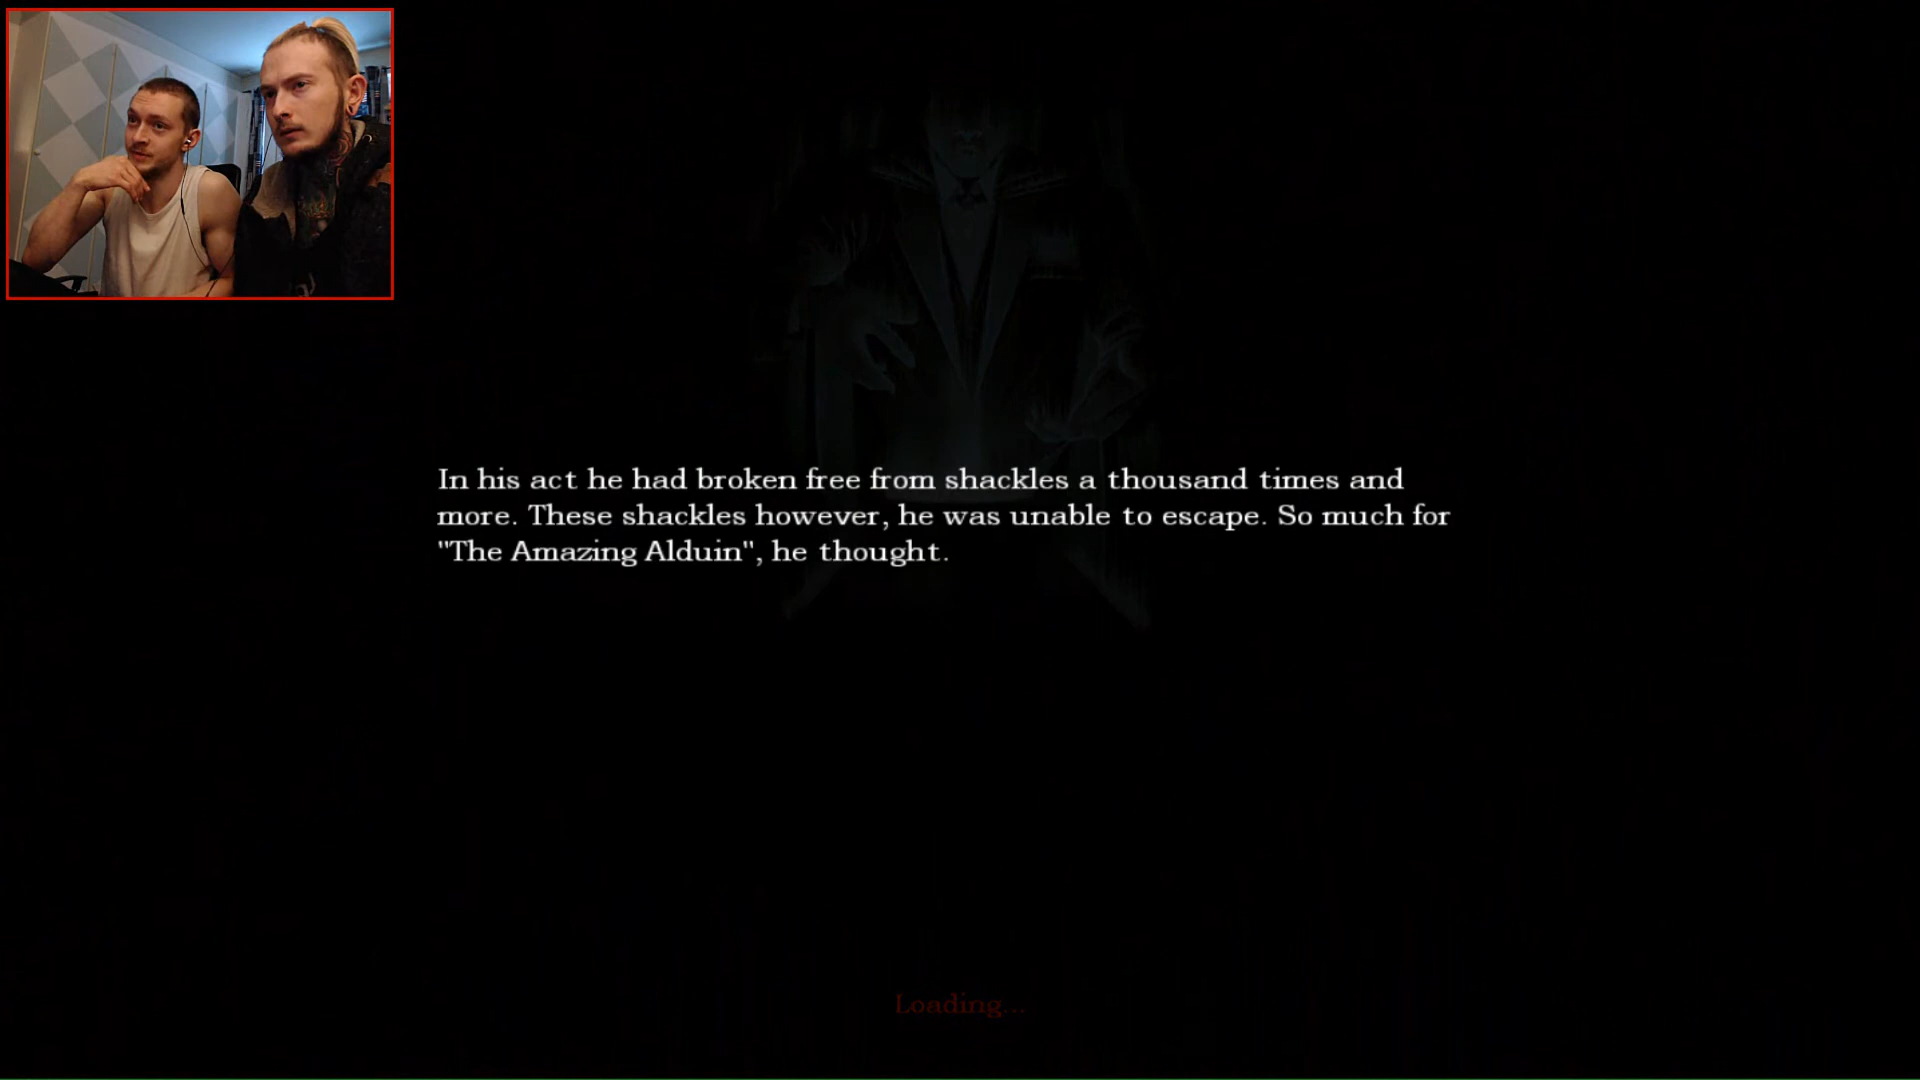 In his act he had broken free from shackles a thousand times and
more. These shackles however, he was unable to escape. So much for
"The Amazing Alduin", he thought.
Loading...